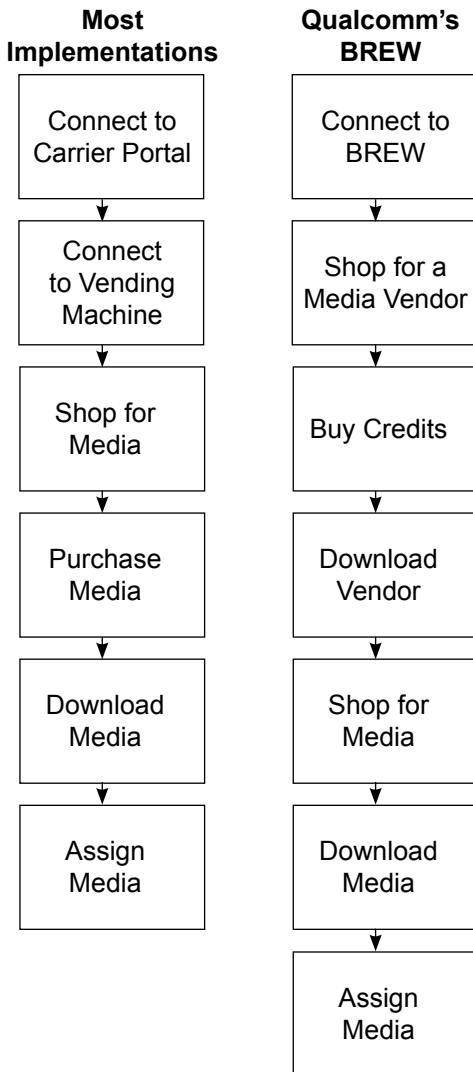 Most
Implementations
Connect to
Carrier Portal
Connect
to Vending
Machine
Shop for
Media
Purchase
Media
Download
Media
Assign
Media
Qualcomm's
BREW
Connect to
BREW
Shop for a
Media Vendor
Buy Credits
Download
Vendor
Shop for
Media
Download
Media
Assign
Media